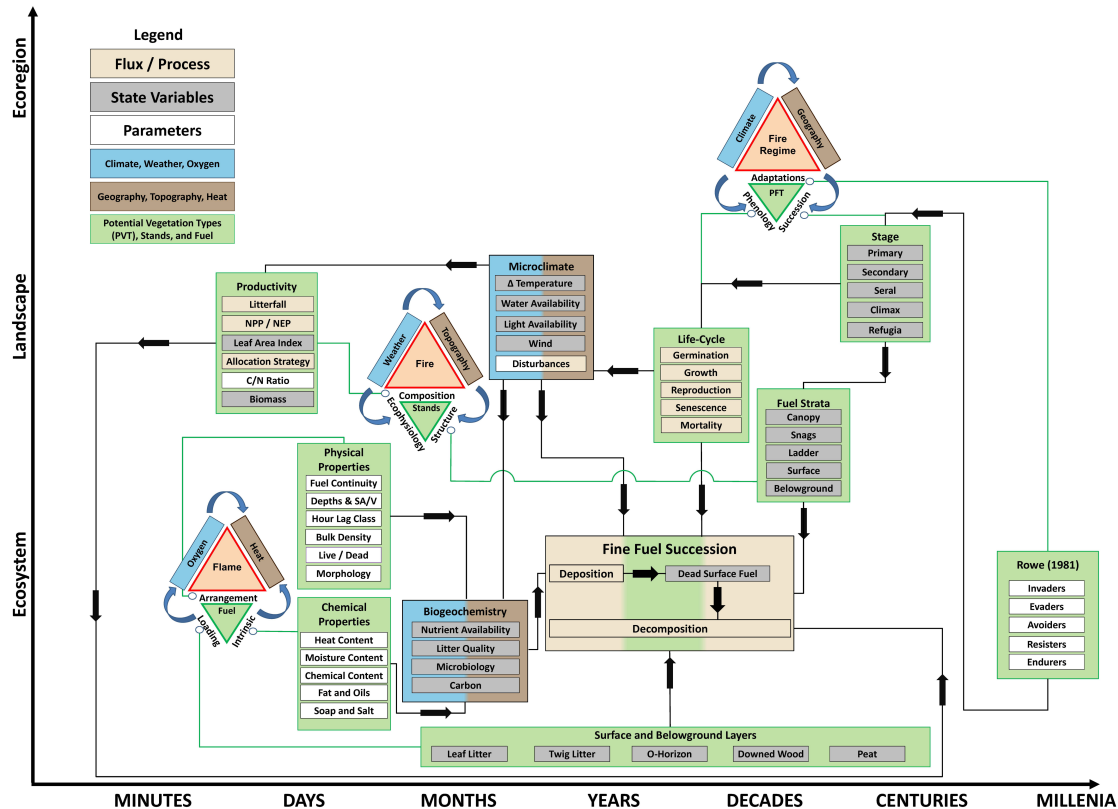 Legend
Flux / Process
State Variables
Parameters
Climate, Weather, Oxygen
Geography, Topography, Heat
Potential Vegetation Types
(PVT), Stands, and Fuel
Ecoregion
Landscape
Ecosystem
Climate
Geography
Fire
Regime
Adaptations
PFT
Phenology
Succession
Stage
Primary
Secondary
Seral
Climax
Refugia
Microclimate
Δ Temperature
Water Availability
Light Availability
Wind
Disturbances
Productivity
Litterfall
NPP / NEP
Leaf Area Index
Allocation Strategy
C/N Ratio
Biomass
Weather
Topography
Fire
Composition
Stands
Ecophysiology
Structure
Life-Cycle
Germination
Growth
Reproduction
Senescence
Mortality
Fuel Strata
Canopy
Snags
Ladder
Surface
Belowground
Physical
Properties
Fuel Continuity
Depths & SA/V
Hour Lag Class
Bulk Density
Live / Dead
Morphology
Oxygen
Heat
Flame
Arrangement
Fuel
Loading
Intrinsic
Chemical
Properties
Heat Content
Moisture Content
Chemical Content
Fat and Oils
Soap and Salt
Biogeochemistry
Nutrient Availability
Litter Quality
Microbiology
Carbon
Fine Fuel Succession
Deposition
Dead Surface Fuel
Decomposition
Rowe (1981)
Invaders
Evaders
Avoiders
Resisters
Endurers
Surface and Belowground Layers
Leaf Litter
Twig Litter
O-Horizon
Downed Wood
Peat
MINUTES
DAYS
MONTHS
YEARS
DECADES
CENTURIES
MILLENIA